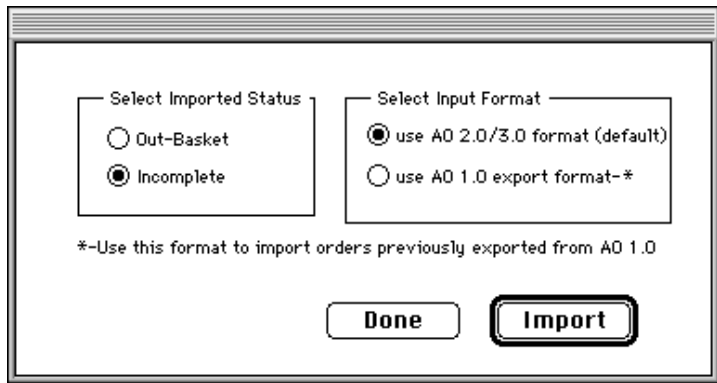 Select Imported Status
Out-Basket
Incomplete
Select Input Format
use AO 2.0/3.0 format (default)
use AO 1.0 export format-*
*-Use this format to import orders previously exported from AO 1.0
Done
Import